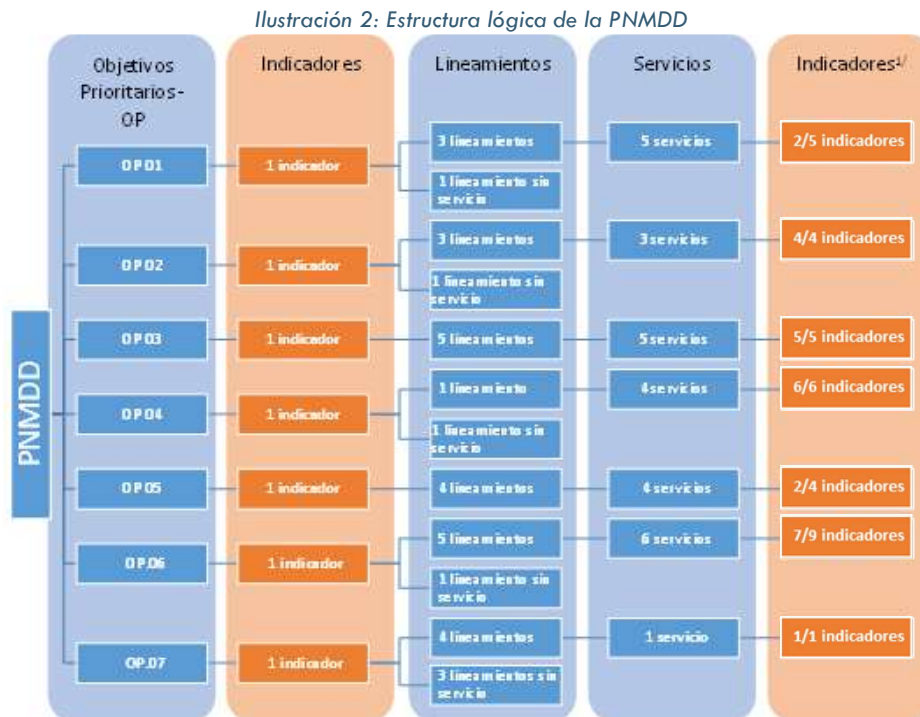 Ilustración 2: Estructura lógica de la PNMDD
Objetivos
Prioritarios-
OP
Indicadores
Lineamientos
Servicios
Indicadores¹/
PNMDD
OP01
1 indicador
3 lineamientos
1 lineamiento sin
servicio
5 servicios
2/5 indicadores
OP02
1 indicador
3 lineamientos
1 lineamiento sin
servicio
3 servicios
4/4 indicadores
OP03
1 indicador
5 lineamientos
5 servicios
5/5 indicadores
OP04
1 indicador
1 lineamiento
1 lineamiento sin
servicio
4 servicios
6/6 indicadores
OP05
1 indicador
4 lineamientos
4 servicios
2/4 indicadores
OP.06
1 indicador
5 lineamientos
1 lineamiento sin
servicio
6 servicios
7/9 indicadores
OP.07
1 indicador
4 lineamientos
3 lineamientos sin
servicio
1 servicio
1/1 indicadores